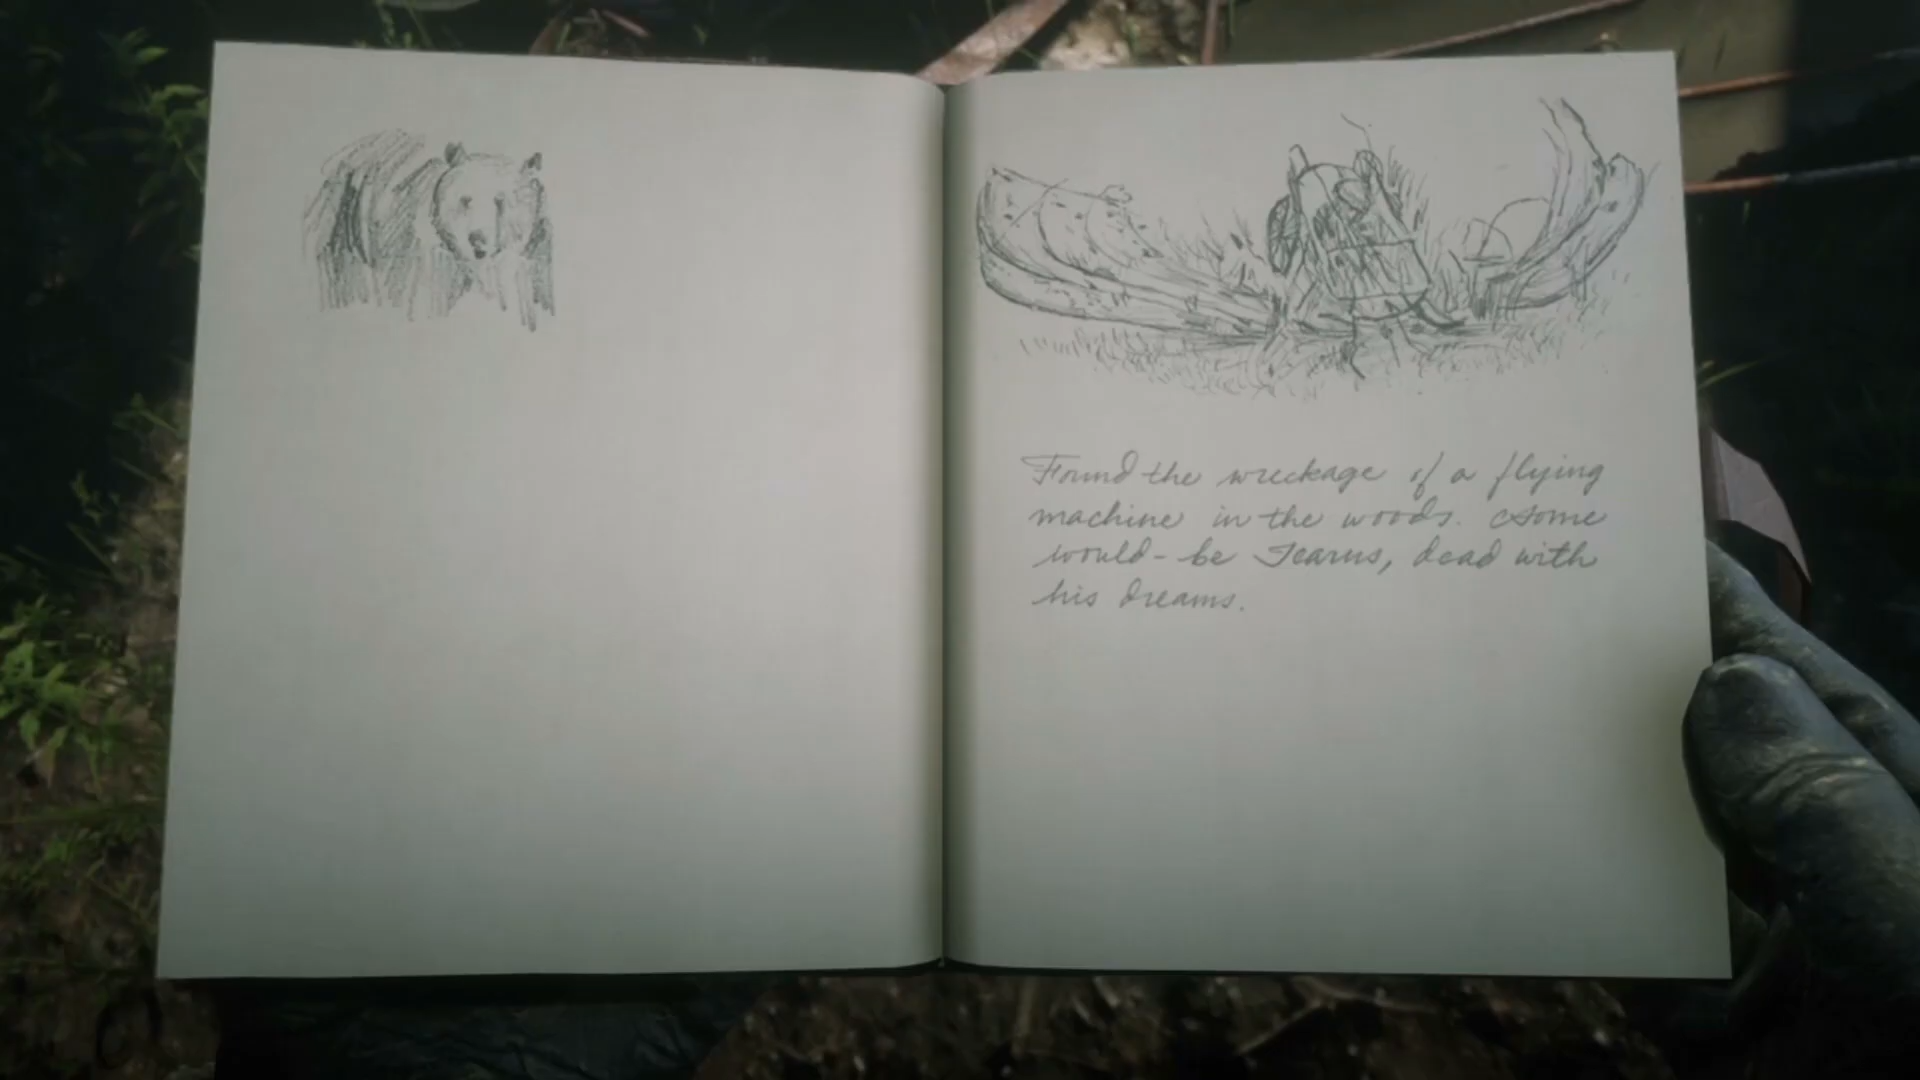 Found the wreckage of a flying
machine in the woods. Some
would-be Icarus, dead with
his dreams.